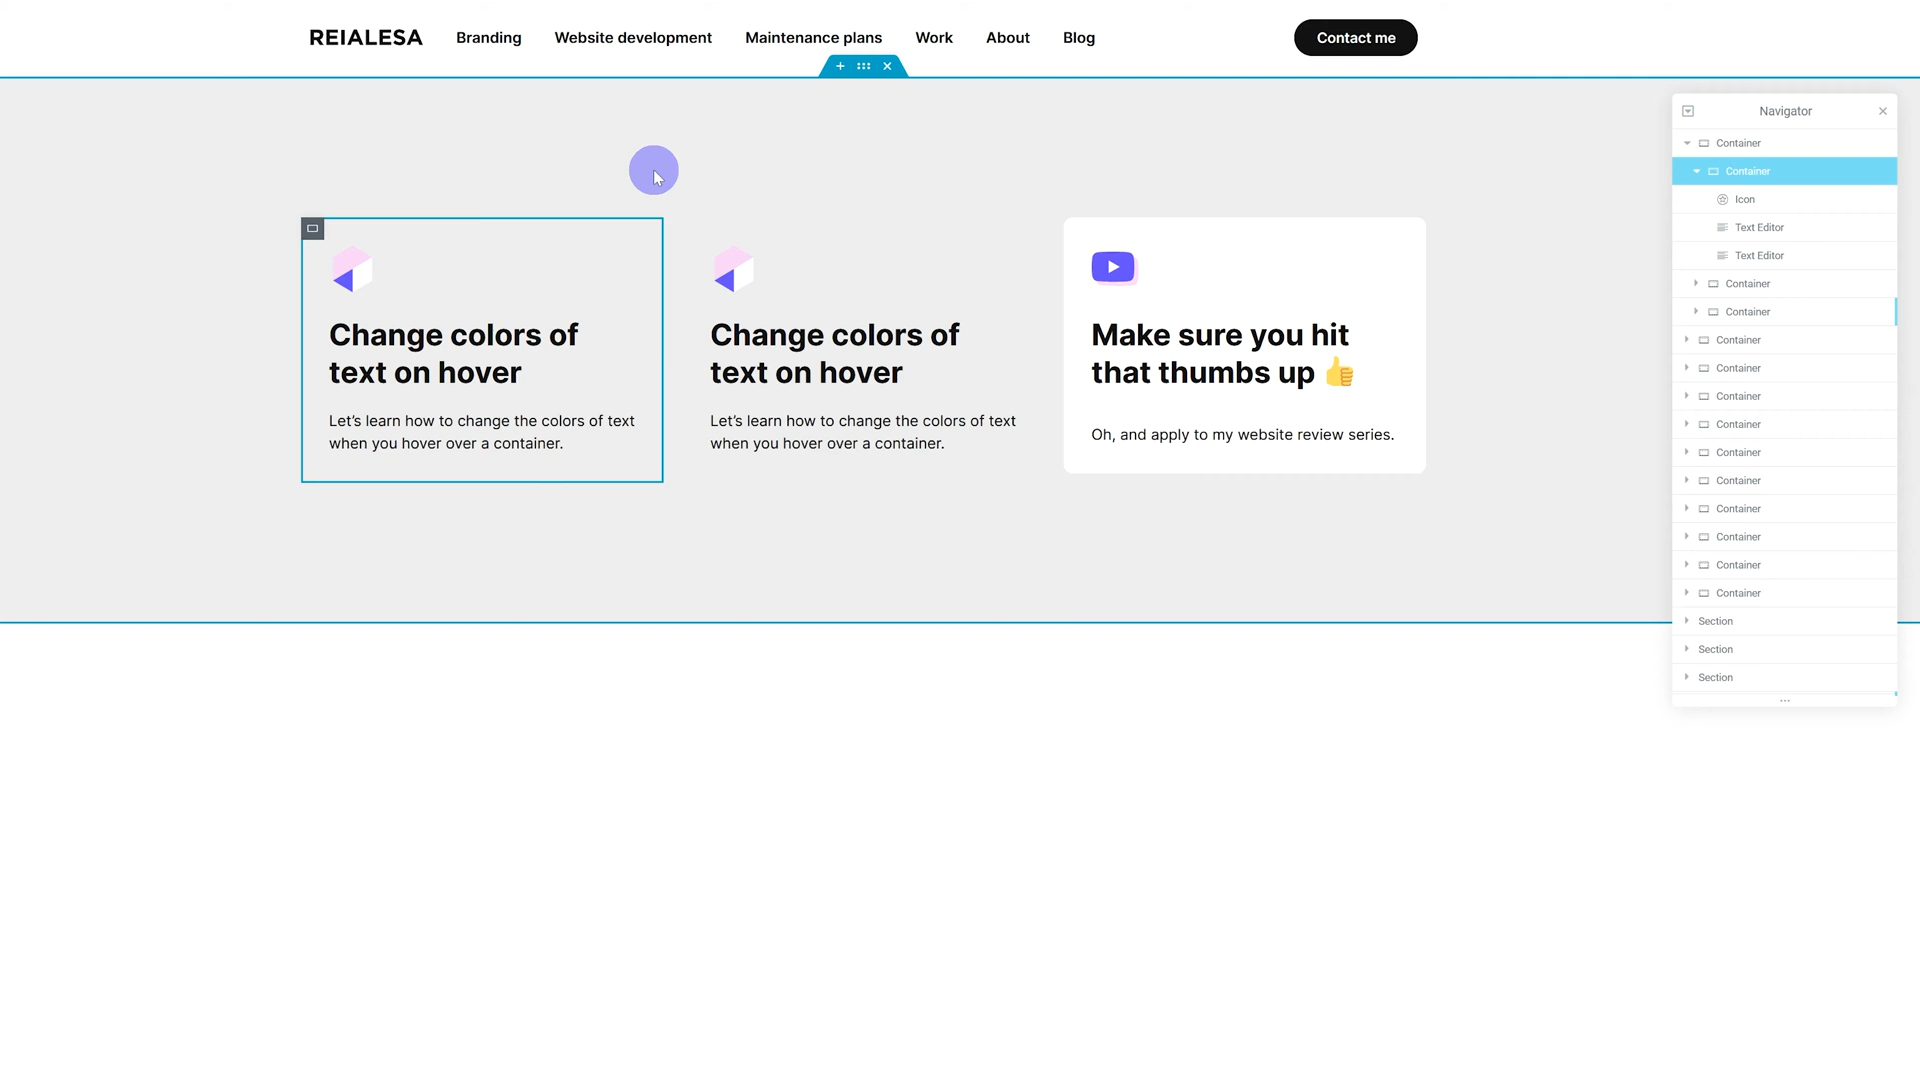 REIALESA
Branding
Website development
Maintenance plans
Work
About
Blog
Contact me
Navigator
Container
Container
Icon
Text Editor
Text Editor
Container
Container
Container
Container
Container
Container
Container
Container
Container
Container
Container
Container
Section
Section
Section
Change colors of
text on hover
Let’s learn how to change the colors of text
when you hover over a container.
Change colors of
text on hover
Let’s learn how to change the colors of text
when you hover over a container.
Make sure you hit
that thumbs up 👍
Oh, and apply to my website review series.